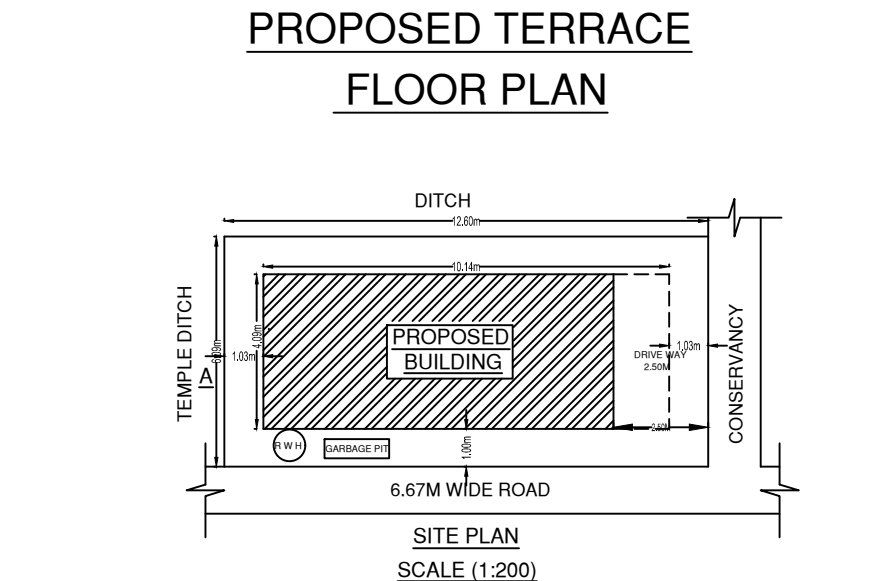 PROPOSED TERRACE
FLOOR PLAN
DITCH
12.60m
10.14m
TEMPLE DITCH
6.09m
4.09m
1.03m
A
PROPOSED
BUILDING
1.03m
DRIVE WAY
2.50M
CONSERVANCY
2.50M
R W H
GARBAGE PIT
1.00m
6.67M WIDE ROAD
SITE PLAN
SCALE (1:200)